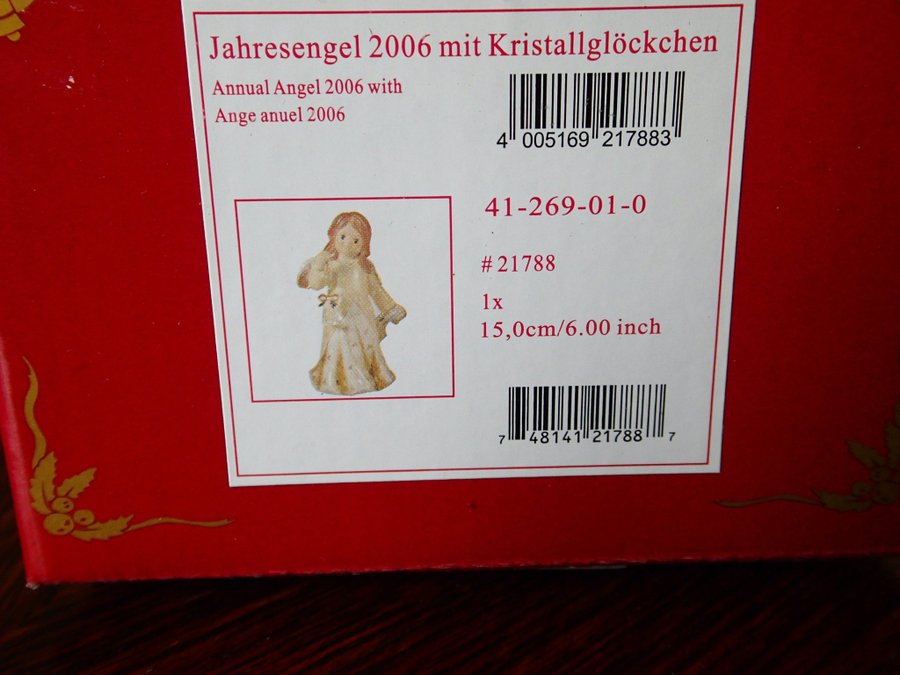 Jahresengel 2006 mit Kristallglöckchen
Annual Angel 2006 with
Ange anuel 2006
4 005169 217883
41-269-01-0
# 21788
1x
15,0cm/6.00 inch
7 48141 21788 7